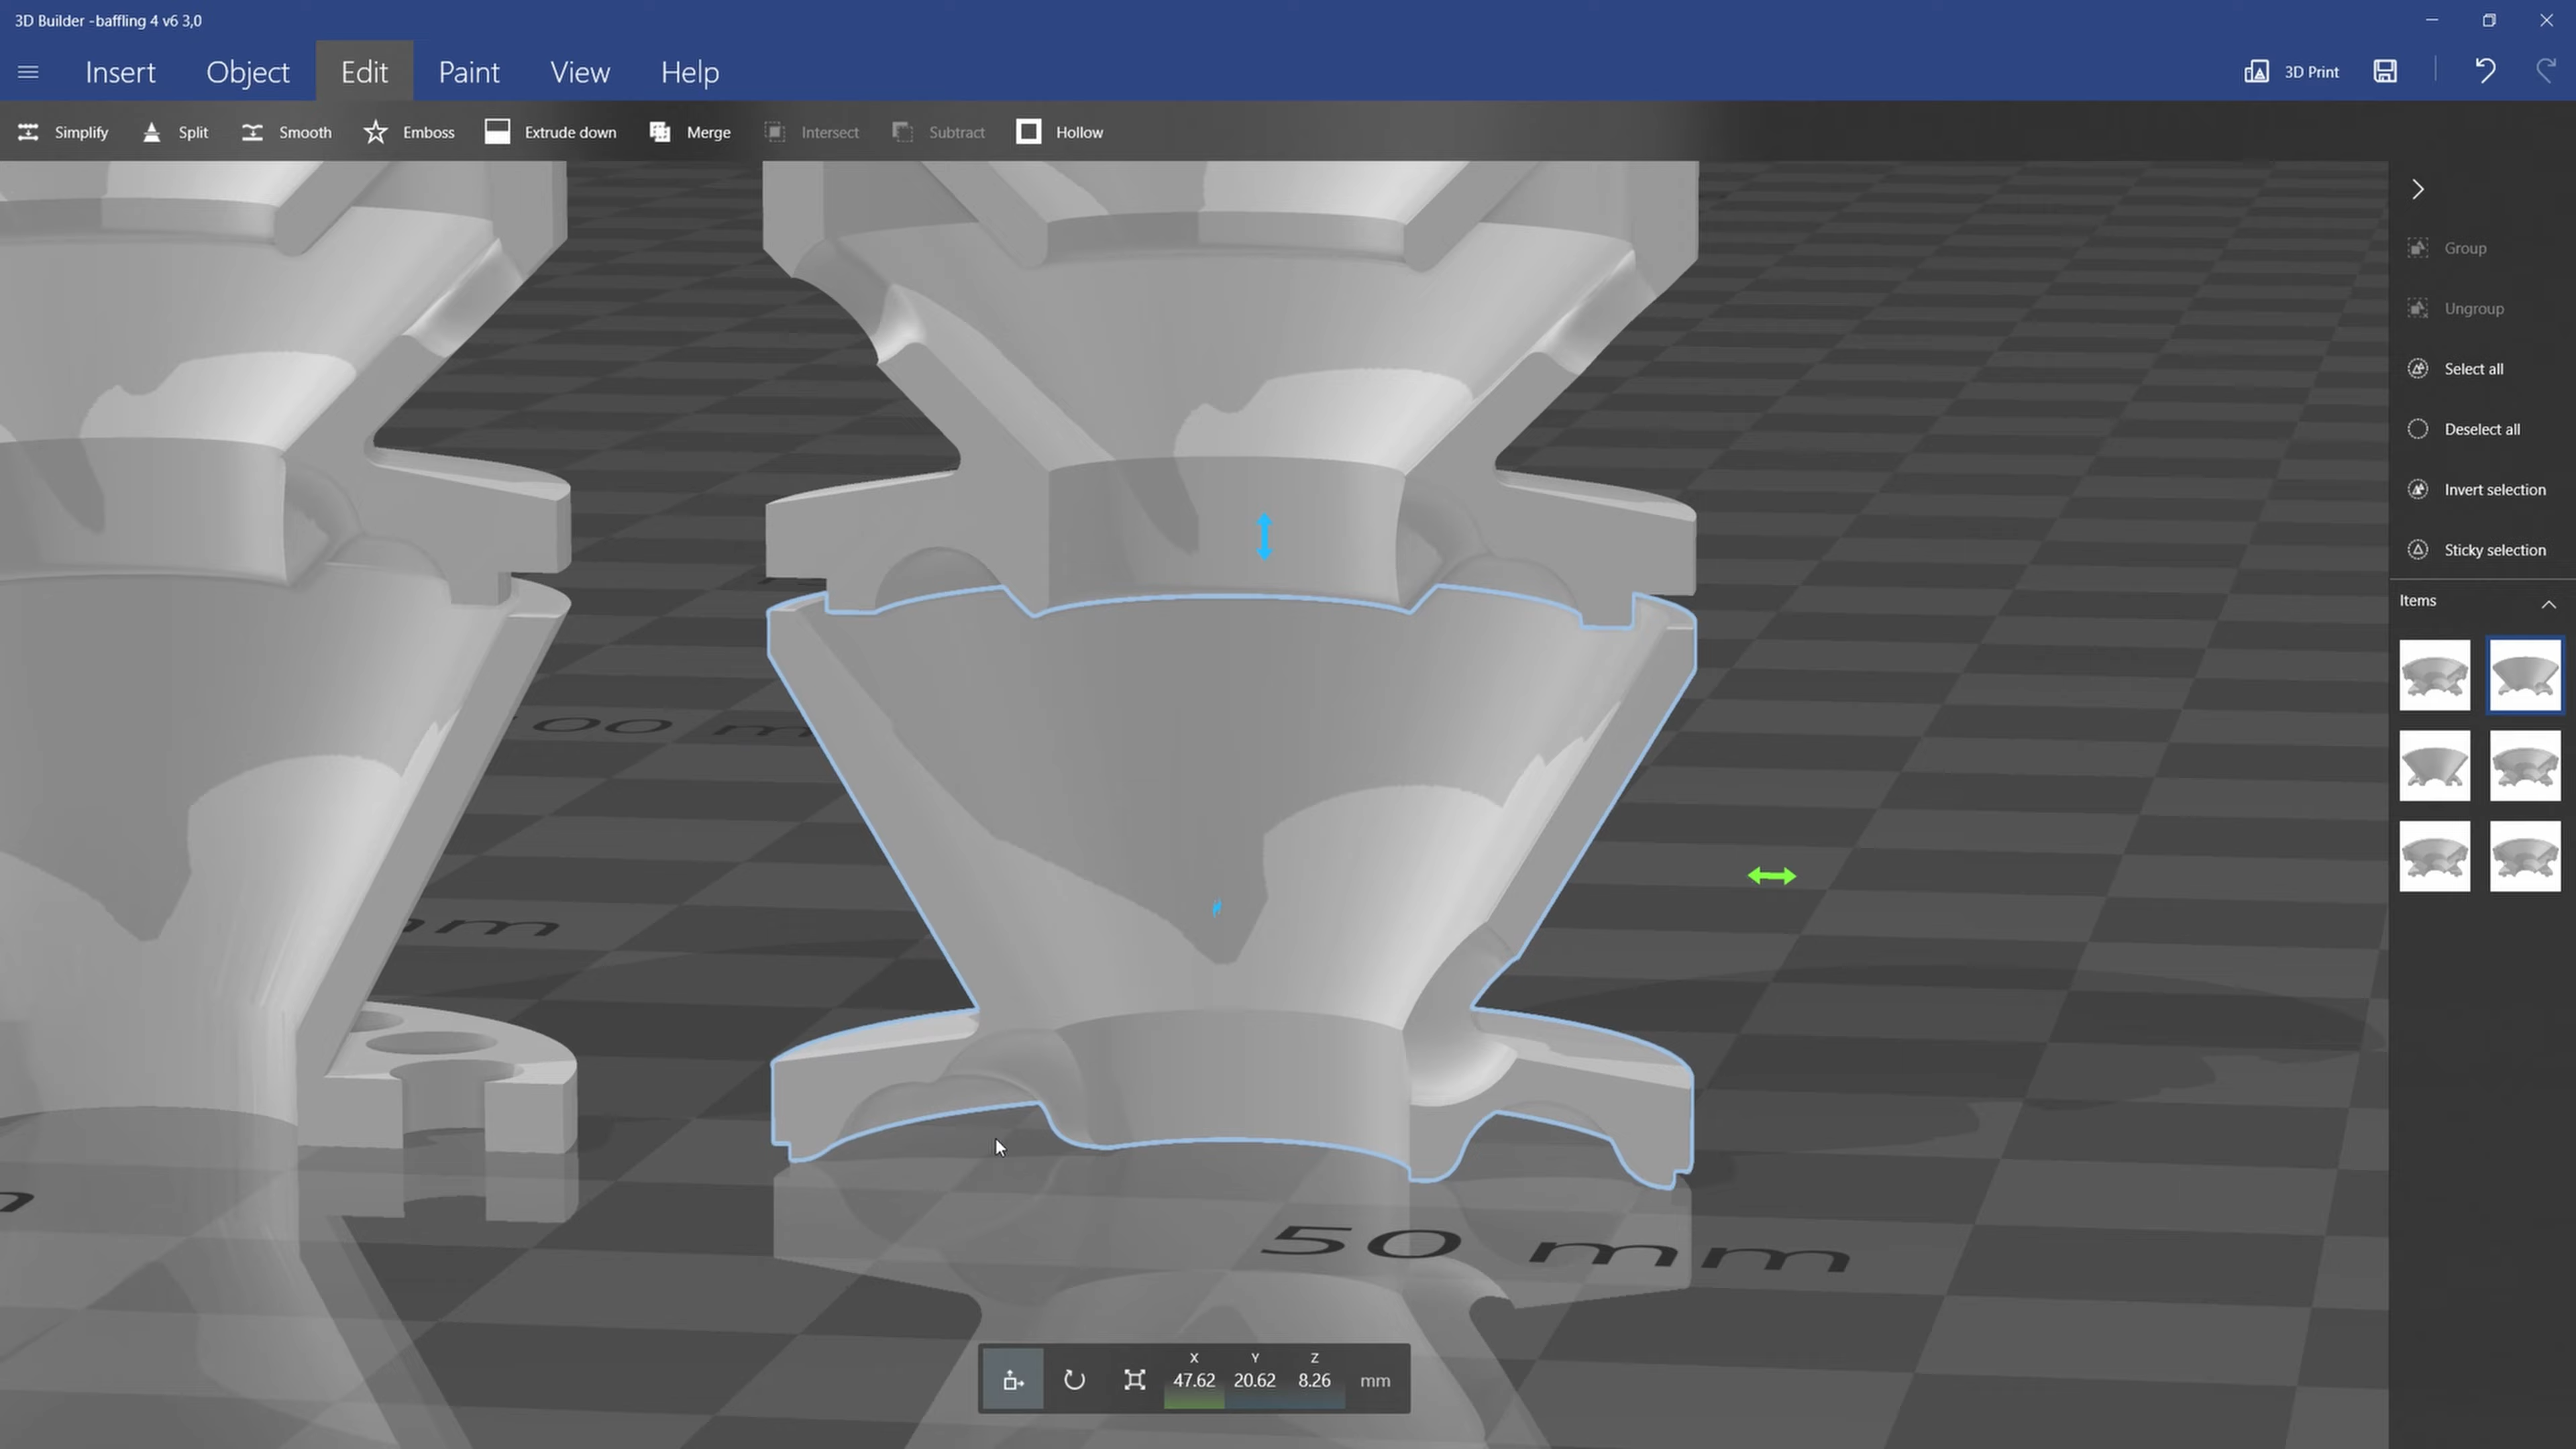 3D Builder -baffling 4 v6 3,0
Insert Object Edit Paint View Help
3D Print
Simplify Split Smooth Emboss Extrude down Merge Intersect Subtract Hollow
Group
Ungroup
Select all
Deselect all
Invert selection
Sticky selection
Items
50 mm
X Y Z
47.62 20.62 8.26 mm